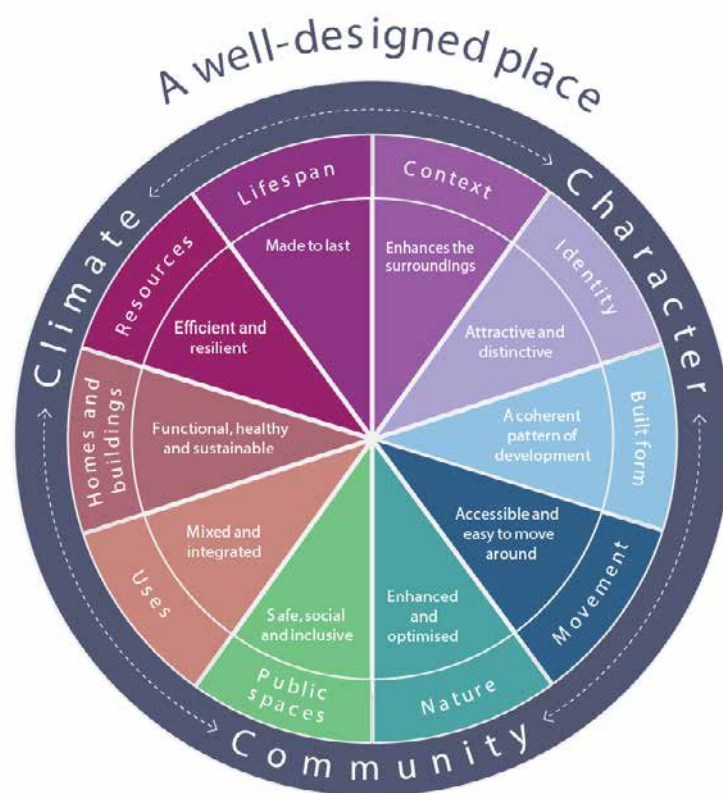 A well-designed place
Climate
Character
Community
Context
Enhances the
surroundings
Identity
Attractive and
distinctive
Built form
A coherent
pattern of
development
Movement
Accessible and
easy to move
around
Nature
Enhanced
and
optimised
Public
spaces
Safe, social
and inclusive
Uses
Mixed and
integrated
Homes and
buildings
Functional, healthy
and sustainable
Resources
Efficient and
resilient
Lifespan
Made to last